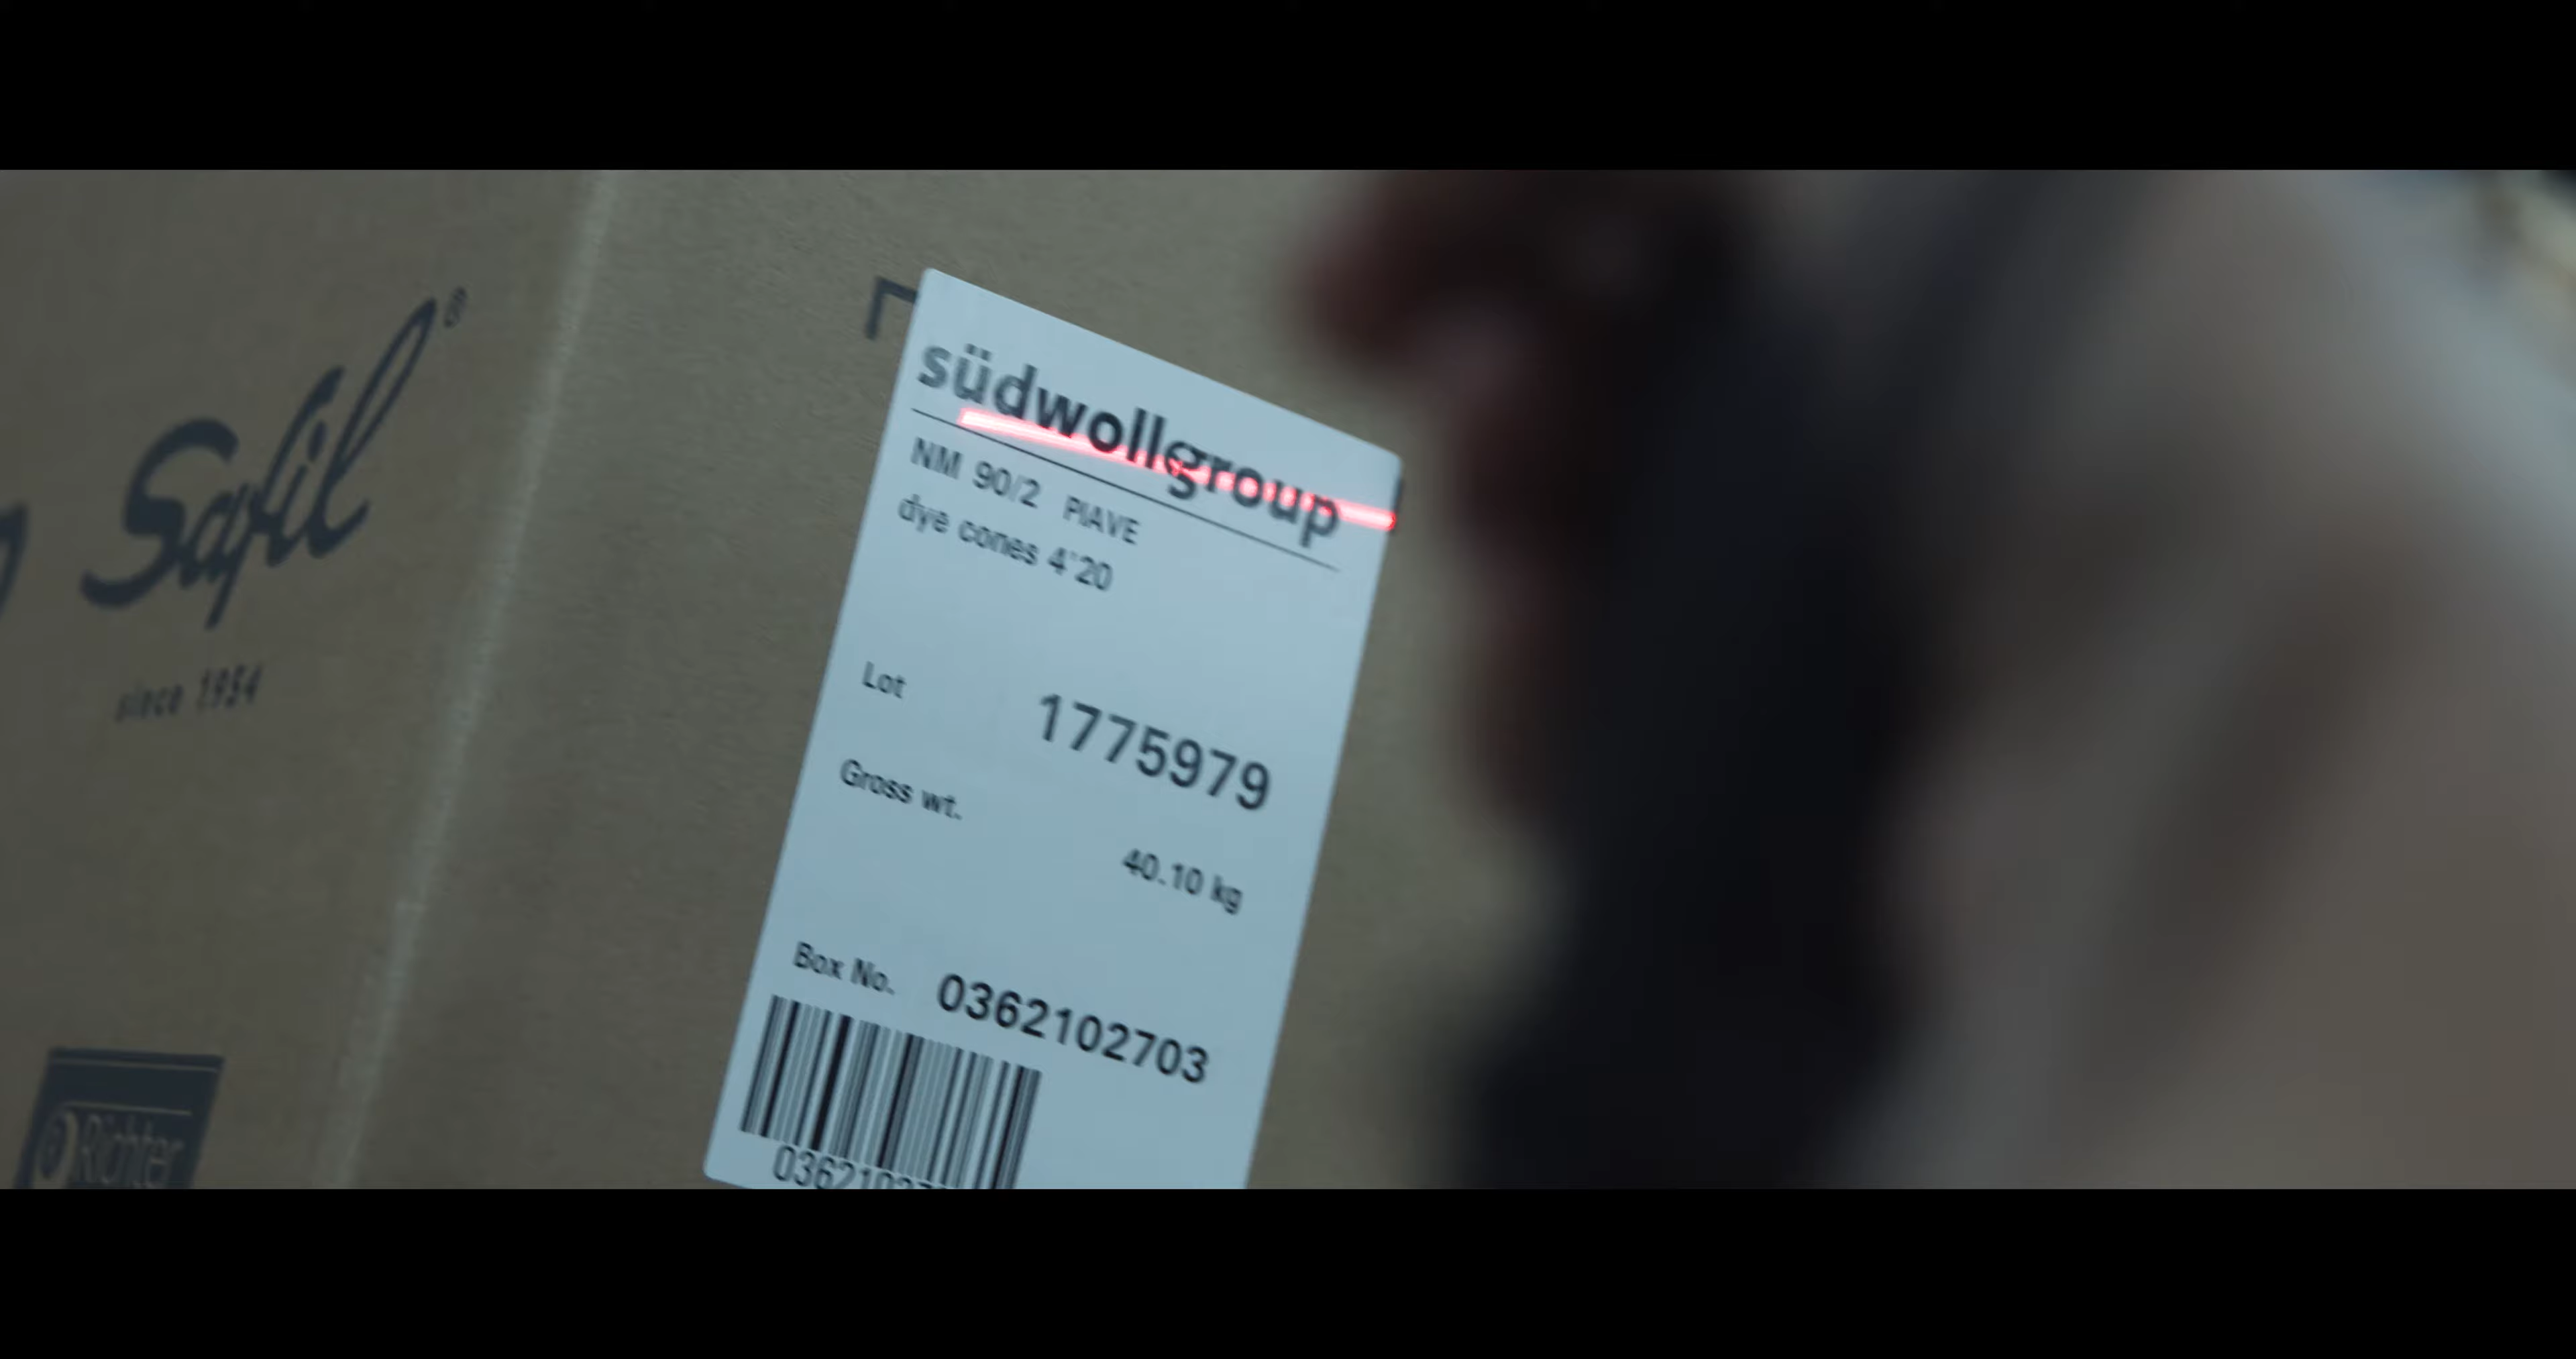 Safil®
since 1954
Richter
südwollgroup
NM 90/2 PIAVE
dye cones 4°20
Lot 1775979
Gross wt.
40.10 kg
Box No. 0362102703